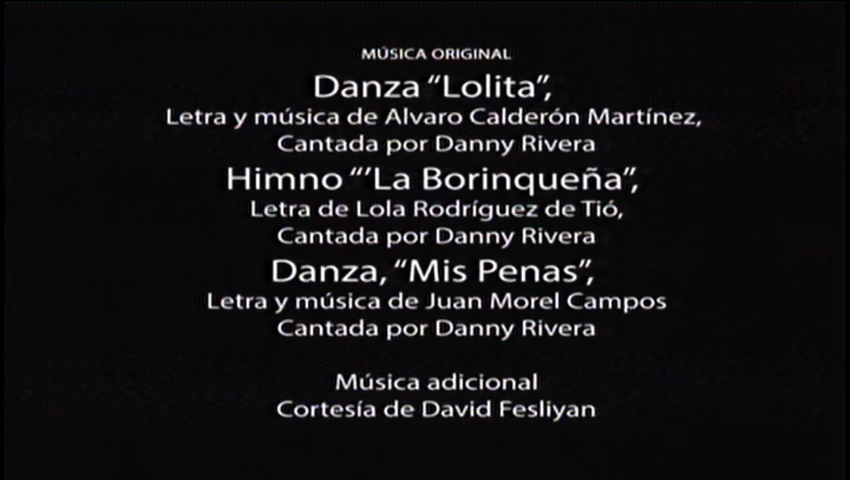 MÚSICA ORIGINAL
Danza “Lolita”,
Letra y música de Alvaro Calderón Martínez,
Cantada por Danny Rivera
Himno “‘La Borinqueña”,
Letra de Lola Rodríguez de Tió,
Cantada por Danny Rivera
Danza, “Mis Penas”,
Letra y música de Juan Morel Campos
Cantada por Danny Rivera
Música adicional
Cortesía de David Fesliyan